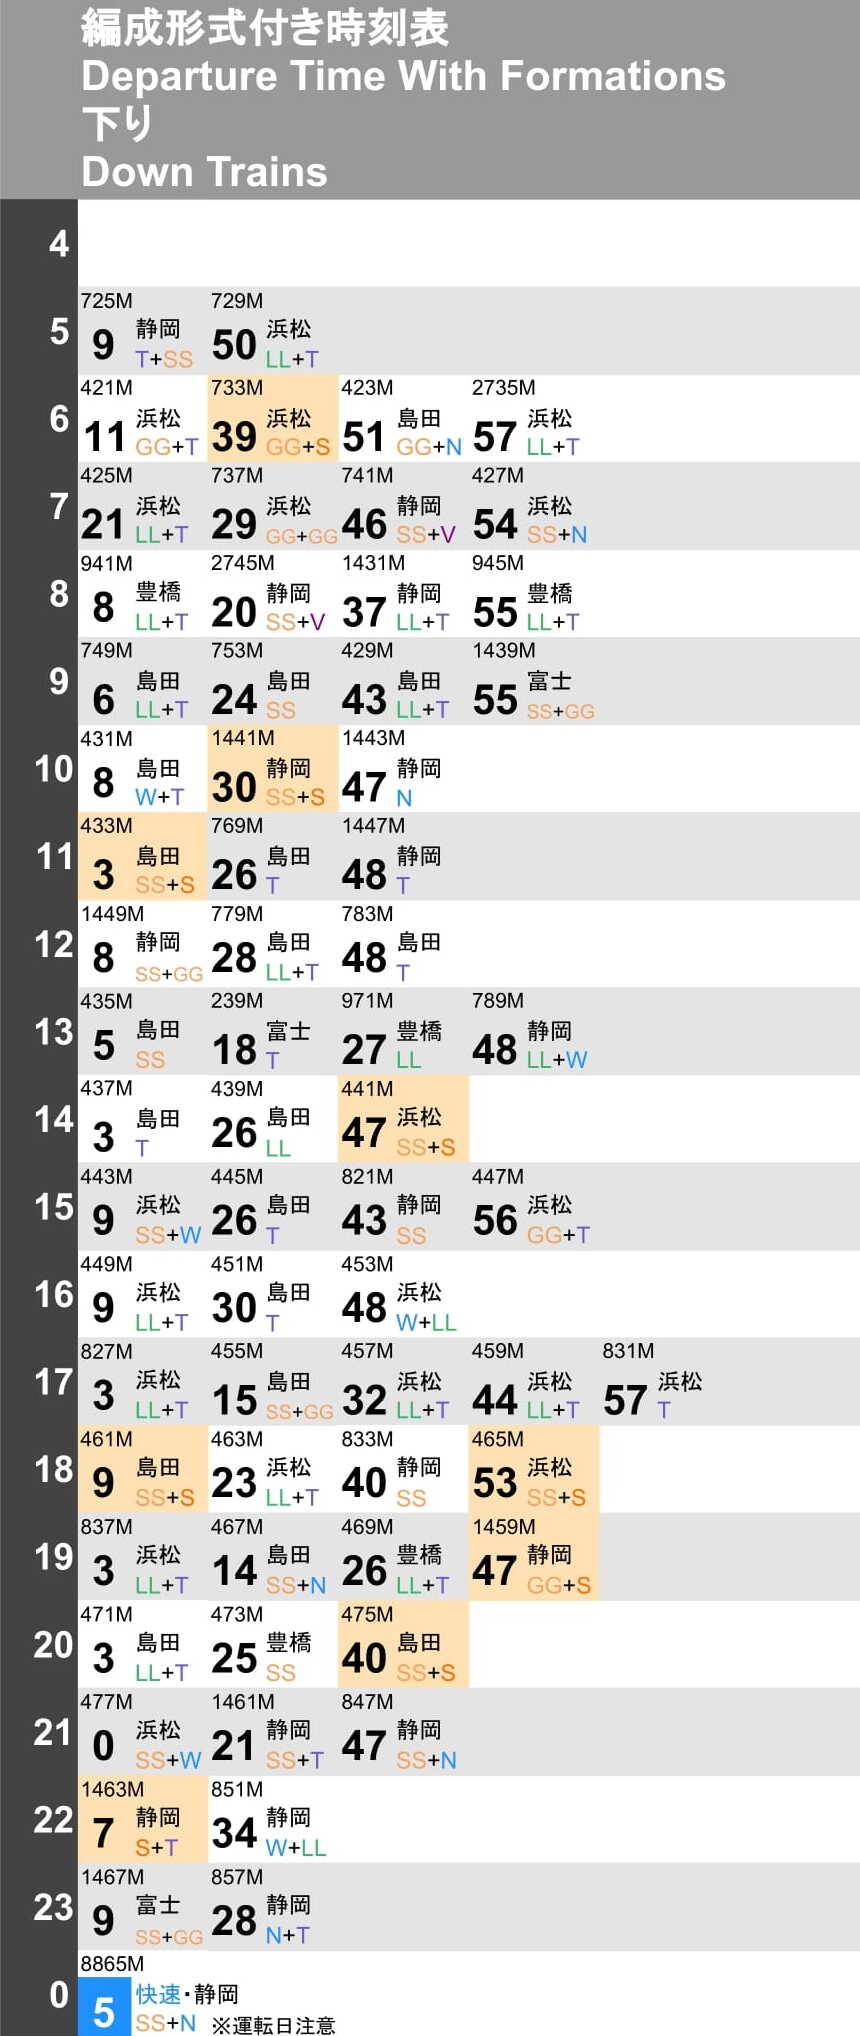 編成形式付き時刻表
Departure Time With Formations
下り
Down Trains
4
725M 729M
5 9 静岡 50 浜松
T+SS LL+T
421M 733M 423M 2735M
6 11 浜松 39 浜松 51 島田 57 浜松
GG+T GG+S GG+N LL+T
425M 737M 741M 427M
7 21 浜松 29 浜松 46 静岡 54 浜松
LL+T GG+GG SS+V SS+N
941M 2745M 1431M 945M
8 8 豊橋 20 静岡 37 静岡 55 豊橋
LL+T SS+V LL+T LL+T
749M 753M 429M 1439M
9 6 島田 24 島田 43 島田 55 富士
LL+T SS LL+T SS+GG
431M 1441M 1443M
10 8 島田 30 静岡 47 静岡
W+T SS+S N
433M 769M 1447M
11 3 島田 26 島田 48 静岡
SS+S T T
1449M 779M 783M
12 8 静岡 28 島田 48 島田
SS+GG LL+T T
435M 239M 971M 789M
13 5 島田 18 富士 27 豊橋 48 静岡
SS T LL LL+W
437M 439M 441M
14 3 島田 26 島田 47 浜松
T LL SS+S
443M 445M 821M 447M
15 9 浜松 26 島田 43 静岡 56 浜松
SS+W T SS GG+T
449M 451M 453M
16 9 浜松 30 島田 48 浜松
LL+T T W+LL
827M 455M 457M 459M 831M
17 3 浜松 15 島田 32 浜松 44 浜松 57 浜松
LL+T SS+GG LL+T LL+T T
461M 463M 833M 465M
18 9 島田 23 浜松 40 静岡 53 浜松
SS+S LL+T SS SS+S
837M 467M 469M 1459M
19 3 浜松 14 島田 26 豊橋 47 静岡
LL+T SS+N LL+T GG+S
471M 473M 475M
20 3 島田 25 豊橋 40 島田
LL+T SS SS+S
477M 1461M 847M
21 0 浜松 21 静岡 47 静岡
SS+W SS+T SS+N
1463M 851M
22 7 静岡 34 静岡
S+T W+LL
1467M 857M
23 9 富士 28 静岡
SS+GG N+T
8865M
0 5 快速・静岡
SS+N ※運転日注意